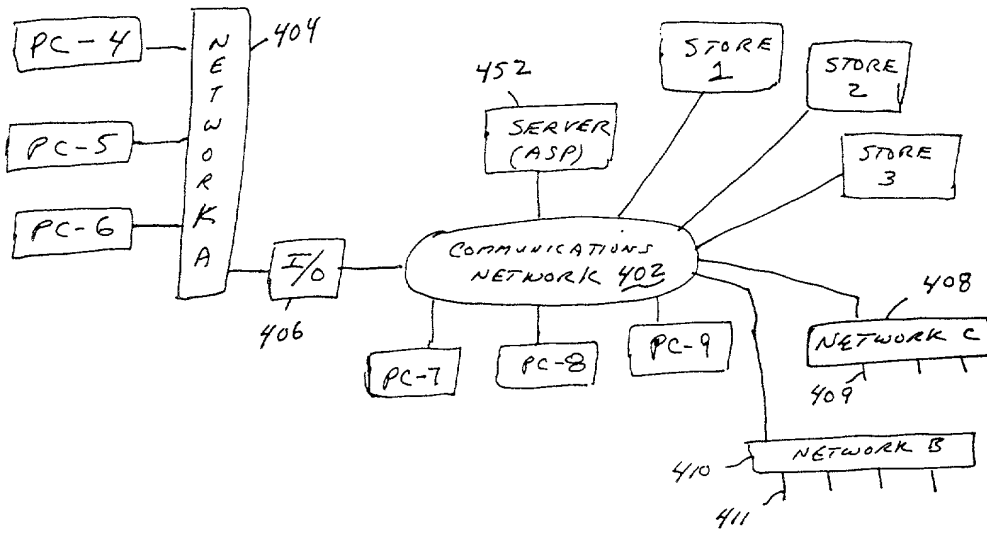 PC-4
NETWORK A
404
PC-5
PC-6
I/O
406
452
SERVER
(ASP)
STORE
1
STORE
2
STORE
3
COMMUNICATIONS
NETWORK 402
PC-7
PC-8
PC-9
408
NETWORK C
409
410
NETWORK B
411